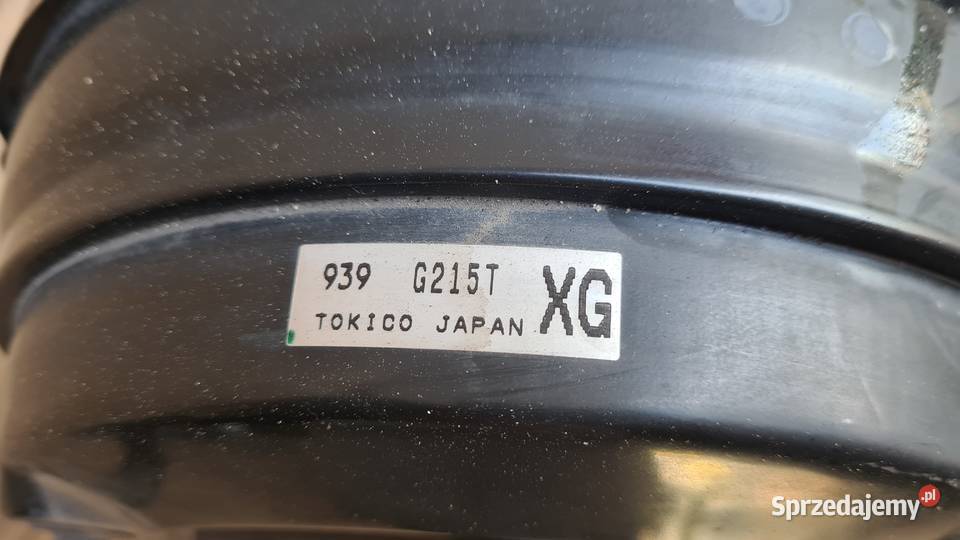 939 G215T XG
TOKICO JAPAN
Sprzedajemy.pl